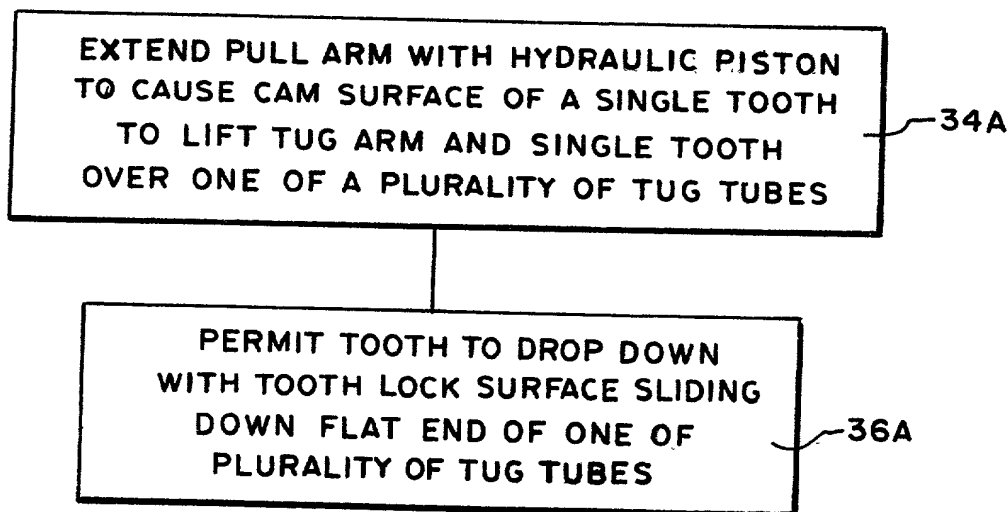 EXTEND PULL ARM WITH HYDRAULIC PISTON
TO CAUSE CAM SURFACE OF A SINGLE TOOTH
TO LIFT TUG ARM AND SINGLE TOOTH
OVER ONE OF A PLURALITY OF TUG TUBES
34A
PERMIT TOOTH TO DROP DOWN
WITH TOOTH LOCK SURFACE SLIDING
DOWN FLAT END OF ONE OF
PLURALITY OF TUG TUBES
36A